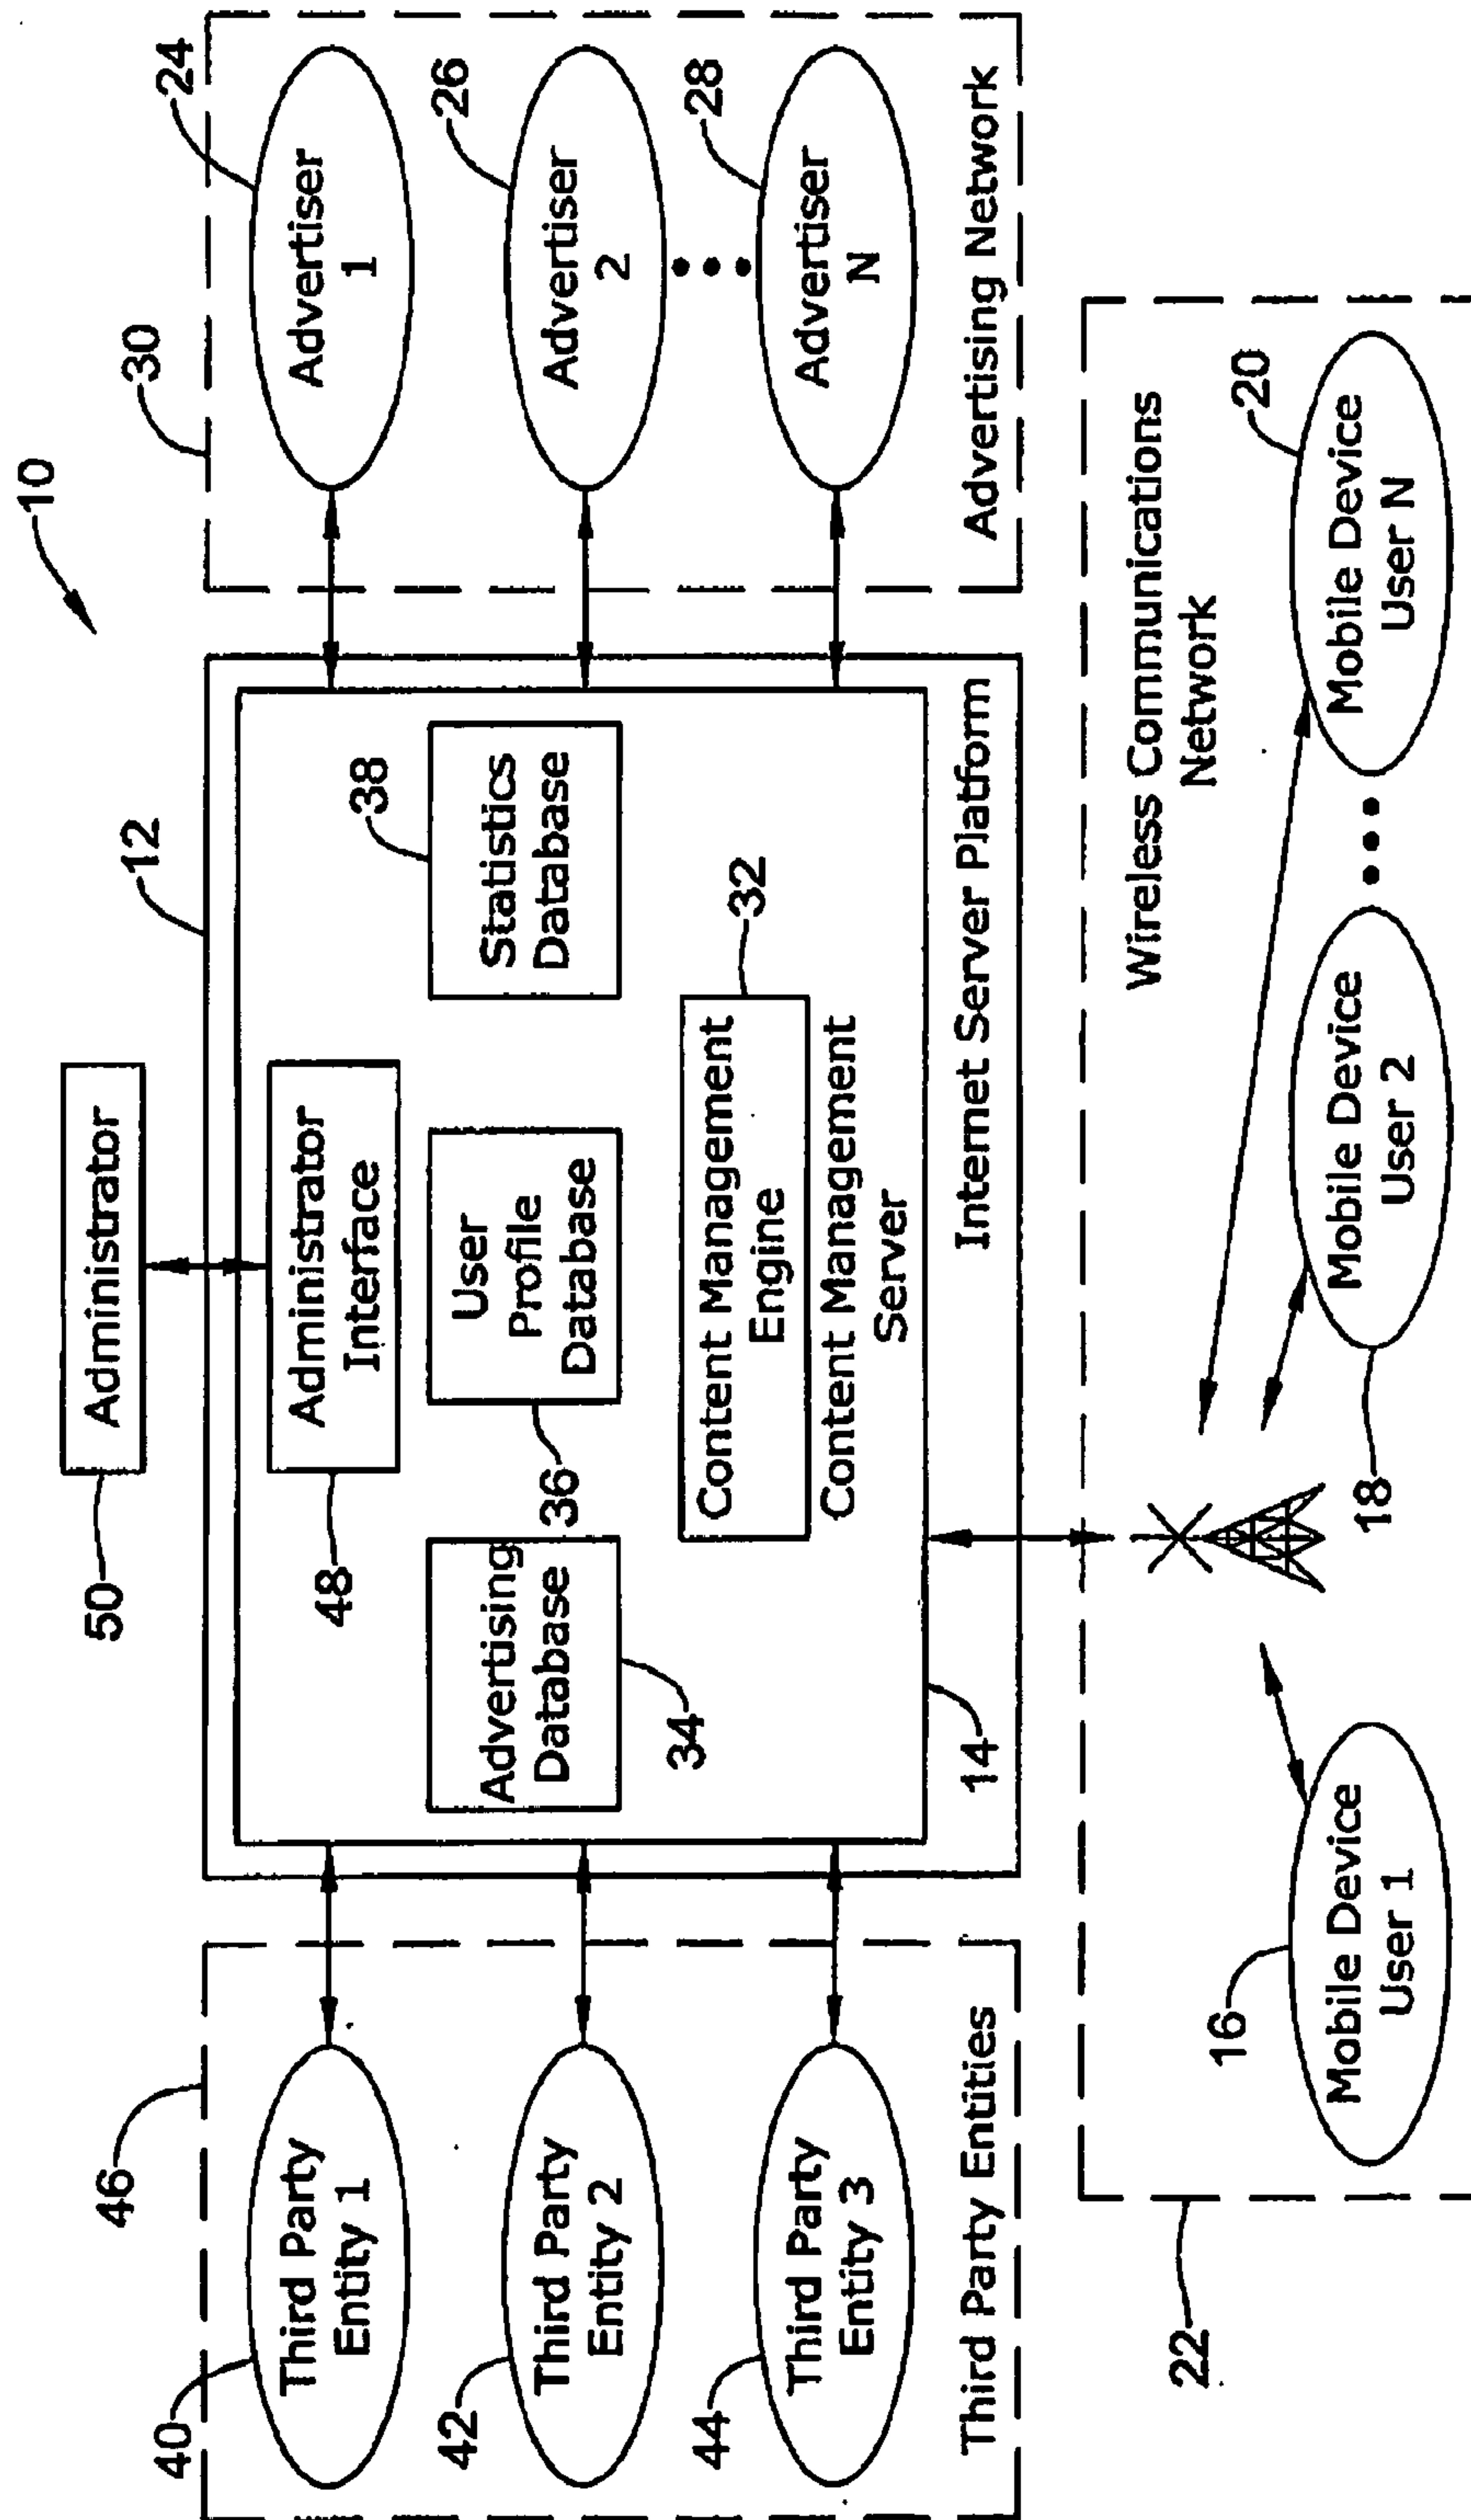 10
50
Administrator
12
30
46
40
Third Party
Entity 1
42
Third Party
Entity 2
44
Third Party
Entity 3
Third Party Entities
48
Administrator
Interface
34
Advertising
Database
36
User
Profile
Database
38
Statistics
Database
32
Content Management
Engine
Content Management
Server
14
Internet Server Platform
24
Advertiser
1
26
Advertiser
2
28
Advertiser
N
Advertising Network
22
Wireless Communications
Network
16
Mobile Device
User 1
18
Mobile Device
User 2
20
Mobile Device
User N